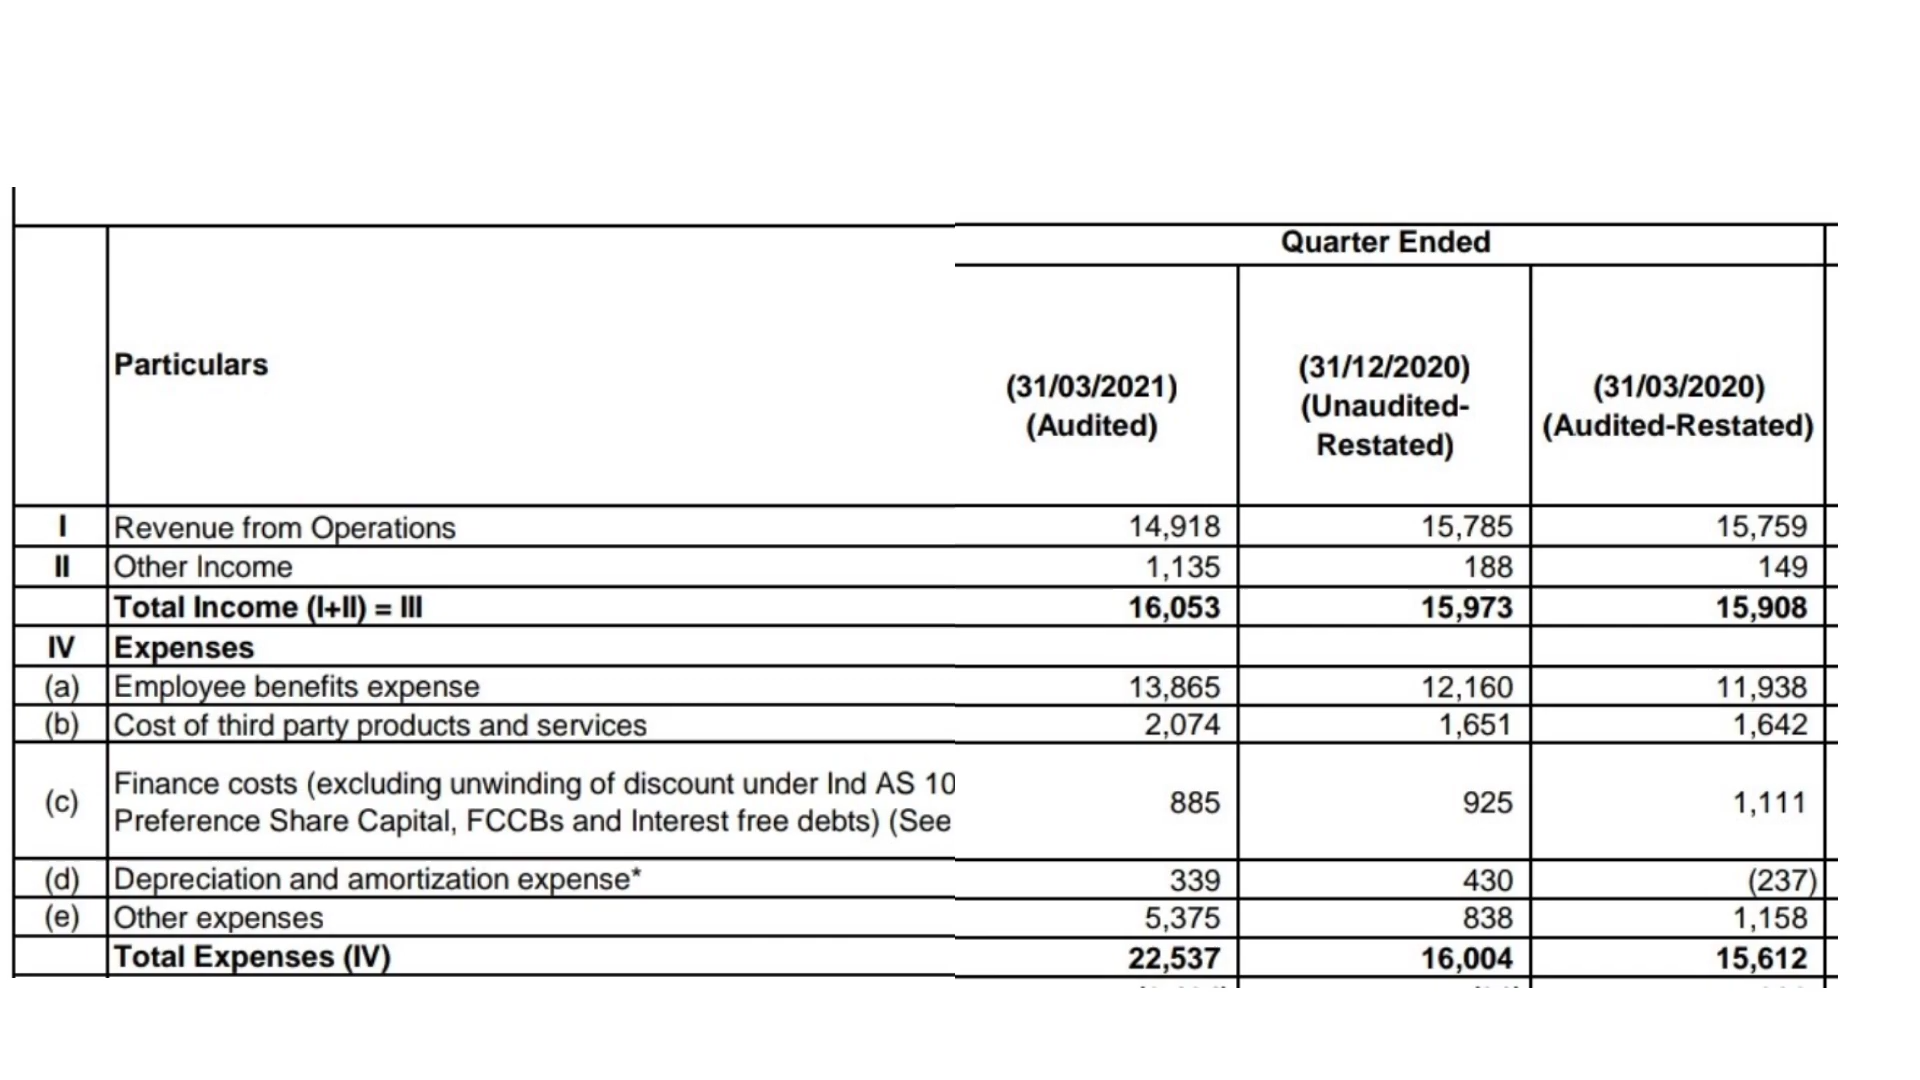 Quarter Ended
Particulars
(31/03/2021)
(Audited)
(31/12/2020)
(Unaudited-
Restated)
(31/03/2020)
(Audited-Restated)
I Revenue from Operations 14,918 15,785 15,759
II Other Income 1,135 188 149
Total Income (I+II) = III 16,053 15,973 15,908
IV Expenses
(a) Employee benefits expense 13,865 12,160 11,938
(b) Cost of third party products and services 2,074 1,651 1,642
(c) Finance costs (excluding unwinding of discount under Ind AS 10
Preference Share Capital, FCCBs and Interest free debts) (See 885 925 1,111
(d) Depreciation and amortization expense* 339 430 (237)
(e) Other expenses 5,375 838 1,158
Total Expenses (IV) 22,537 16,004 15,612